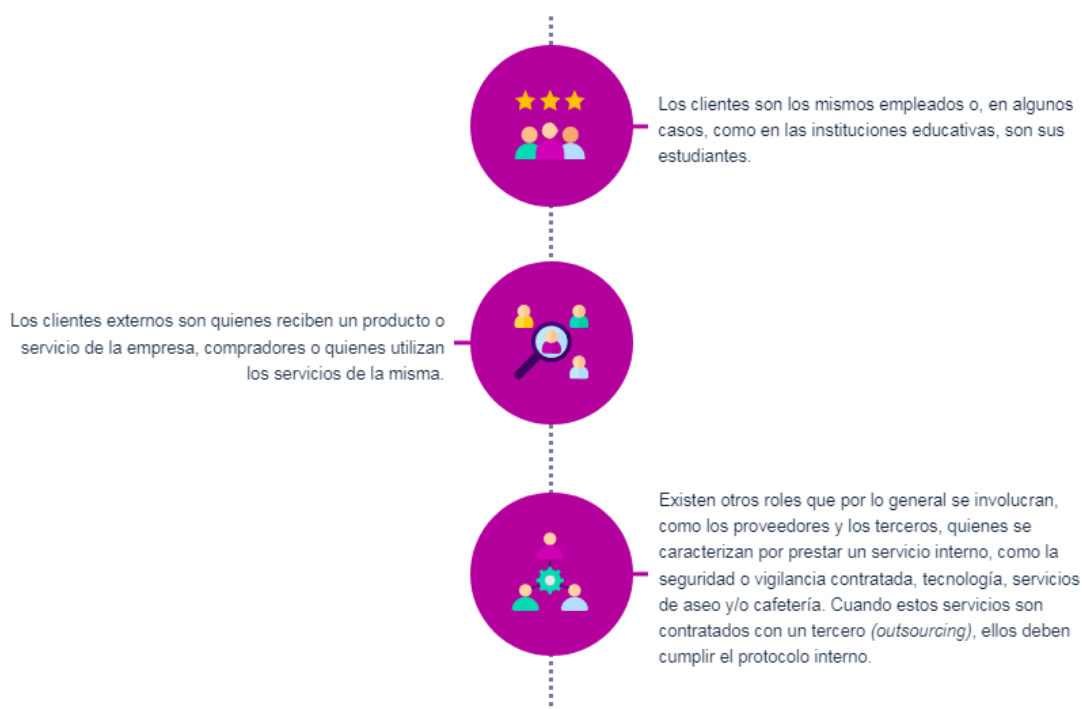 Los clientes son los mismos empleados o, en algunos
casos, como en las instituciones educativas, son sus
estudiantes.
Los clientes externos son quienes reciben un producto o
servicio de la empresa, compradores o quienes utilizan
los servicios de la misma.
Existen otros roles que por lo general se involucran,
como los proveedores y los terceros, quienes se
caracterizan por prestar un servicio interno, como la
seguridad o vigilancia contratada, tecnología, servicios
de aseo y/o cafetería. Cuando estos servicios son
contratados con un tercero (outsourcing), ellos deben
cumplir el protocolo interno.